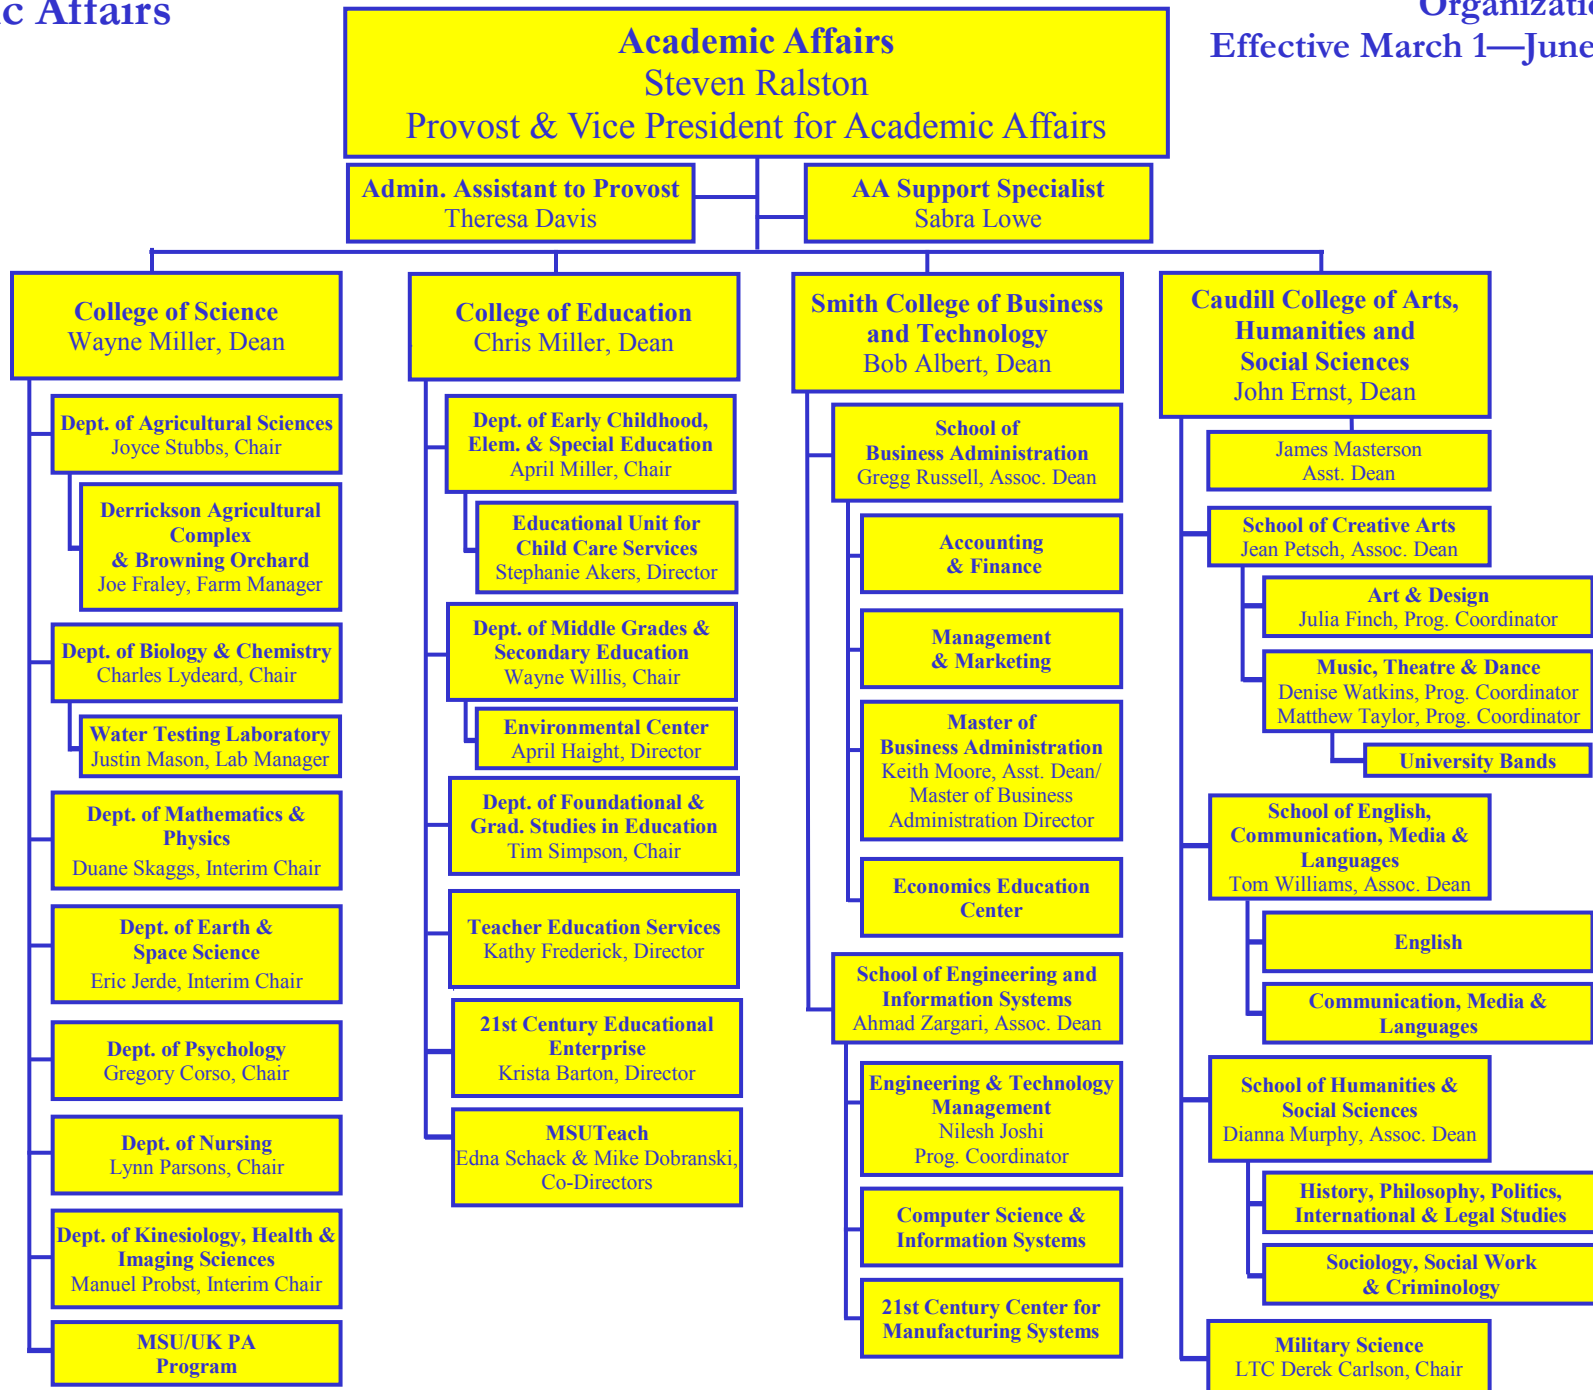 c Affairs
Organizatio
Effective March 1—June
Academic Affairs
Steven Ralston
Provost & Vice President for Academic Affairs
Admin. Assistant to Provost
Theresa Davis
AA Support Specialist
Sabra Lowe
College of Science
Wayne Miller, Dean
Dept. of Agricultural Sciences
Joyce Stubbs, Chair
Derrickson Agricultural
Complex
& Browning Orchard
Joe Fraley, Farm Manager
Dept. of Biology & Chemistry
Charles Lydeard, Chair
Water Testing Laboratory
Justin Mason, Lab Manager
Dept. of Mathematics &
Physics
Duane Skaggs, Interim Chair
Dept. of Earth &
Space Science
Eric Jerde, Interim Chair
Dept. of Psychology
Gregory Corso, Chair
Dept. of Nursing
Lynn Parsons, Chair
Dept. of Kinesiology, Health &
Imaging Sciences
Manuel Probst, Interim Chair
MSU/UK PA
Program
College of Education
Chris Miller, Dean
Dept. of Early Childhood,
Elem. & Special Education
April Miller, Chair
Educational Unit for
Child Care Services
Stephanie Akers, Director
Dept. of Middle Grades &
Secondary Education
Wayne Willis, Chair
Environmental Center
April Haight, Director
Dept. of Foundational &
Grad. Studies in Education
Tim Simpson, Chair
Teacher Education Services
Kathy Frederick, Director
21st Century Educational
Enterprise
Krista Barton, Director
MSUTeach
Edna Schack & Mike Dobranski,
Co-Directors
Smith College of Business
and Technology
Bob Albert, Dean
School of
Business Administration
Gregg Russell, Assoc. Dean
Accounting
& Finance
Management
& Marketing
Master of
Business Administration
Keith Moore, Asst. Dean/
Master of Business
Administration Director
Economics Education
Center
School of Engineering and
Information Systems
Ahmad Zargari, Assoc. Dean
Engineering & Technology
Management
Nilesh Joshi
Prog. Coordinator
Computer Science &
Information Systems
21st Century Center for
Manufacturing Systems
Caudill College of Arts,
Humanities and
Social Sciences
John Ernst, Dean
James Masterson
Asst. Dean
School of Creative Arts
Jean Petsch, Assoc. Dean
Art & Design
Julia Finch, Prog. Coordinator
Music, Theatre & Dance
Denise Watkins, Prog. Coordinator
Matthew Taylor, Prog. Coordinator
University Bands
School of English,
Communication, Media &
Languages
Tom Williams, Assoc. Dean
English
Communication, Media &
Languages
School of Humanities &
Social Sciences
Dianna Murphy, Assoc. Dean
History, Philosophy, Politics,
International & Legal Studies
Sociology, Social Work
& Criminology
Military Science
LTC Derek Carlson, Chair